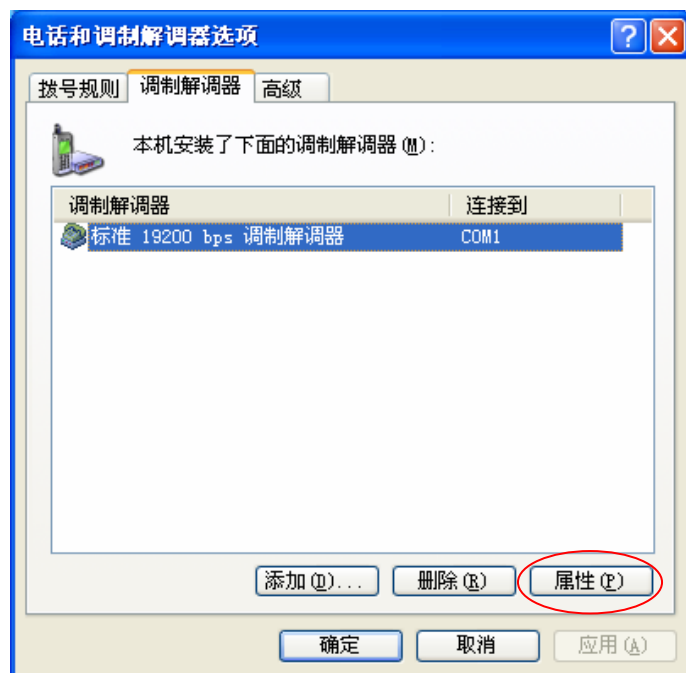 电话和调制解调器选项
拨号规则 调制解调器 高级
本机安装了下面的调制解调器(M):
调制解调器 连接到
标准 19200 bps 调制解调器 COM1
添加(D)... 删除(R) 属性(P)
确定 取消 应用(A)